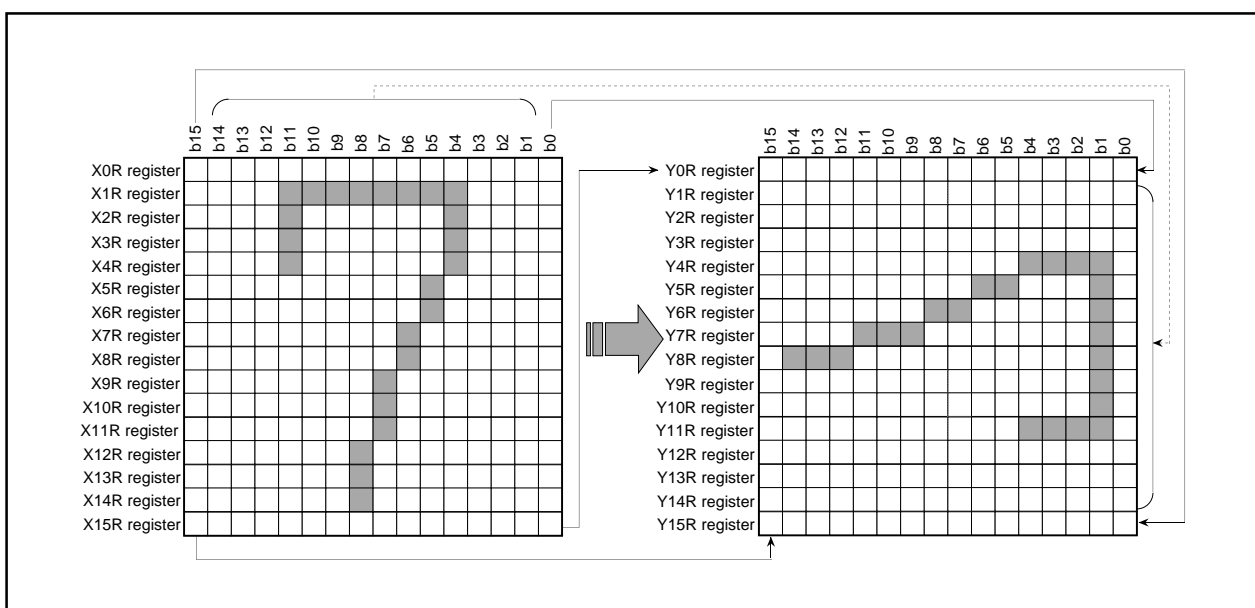 b15 b14 b13 b12 b11 b10 b9 b8 b7 b6 b5 b4 b3 b2 b1 b0
X0R register
X1R register
X2R register
X3R register
X4R register
X5R register
X6R register
X7R register
X8R register
X9R register
X10R register
X11R register
X12R register
X13R register
X14R register
X15R register
b15 b14 b13 b12 b11 b10 b9 b8 b7 b6 b5 b4 b3 b2 b1 b0
Y0R register
Y1R register
Y2R register
Y3R register
Y4R register
Y5R register
Y6R register
Y7R register
Y8R register
Y9R register
Y10R register
Y11R register
Y12R register
Y13R register
Y14R register
Y15R register